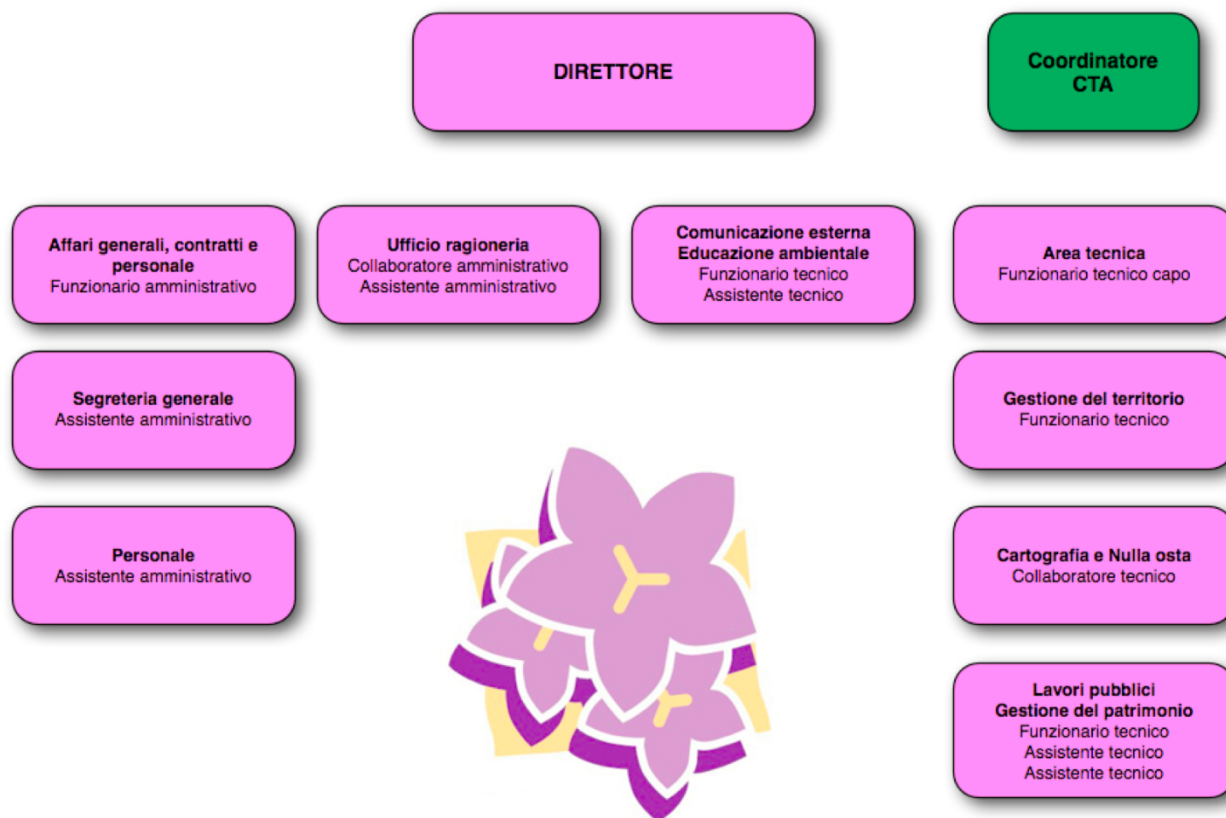 DIRETTORE
Coordinatore
CTA
Affari generali, contratti e
personale
Funzionario amministrativo
Ufficio ragioneria
Collaboratore amministrativo
Assistente amministrativo
Comunicazione esterna
Educazione ambientale
Funzionario tecnico
Assistente tecnico
Area tecnica
Funzionario tecnico capo
Segreteria generale
Assistente amministrativo
Gestione del territorio
Funzionario tecnico
Personale
Assistente amministrativo
Cartografia e Nulla osta
Collaboratore tecnico
Lavori pubblici
Gestione del patrimonio
Funzionario tecnico
Assistente tecnico
Assistente tecnico